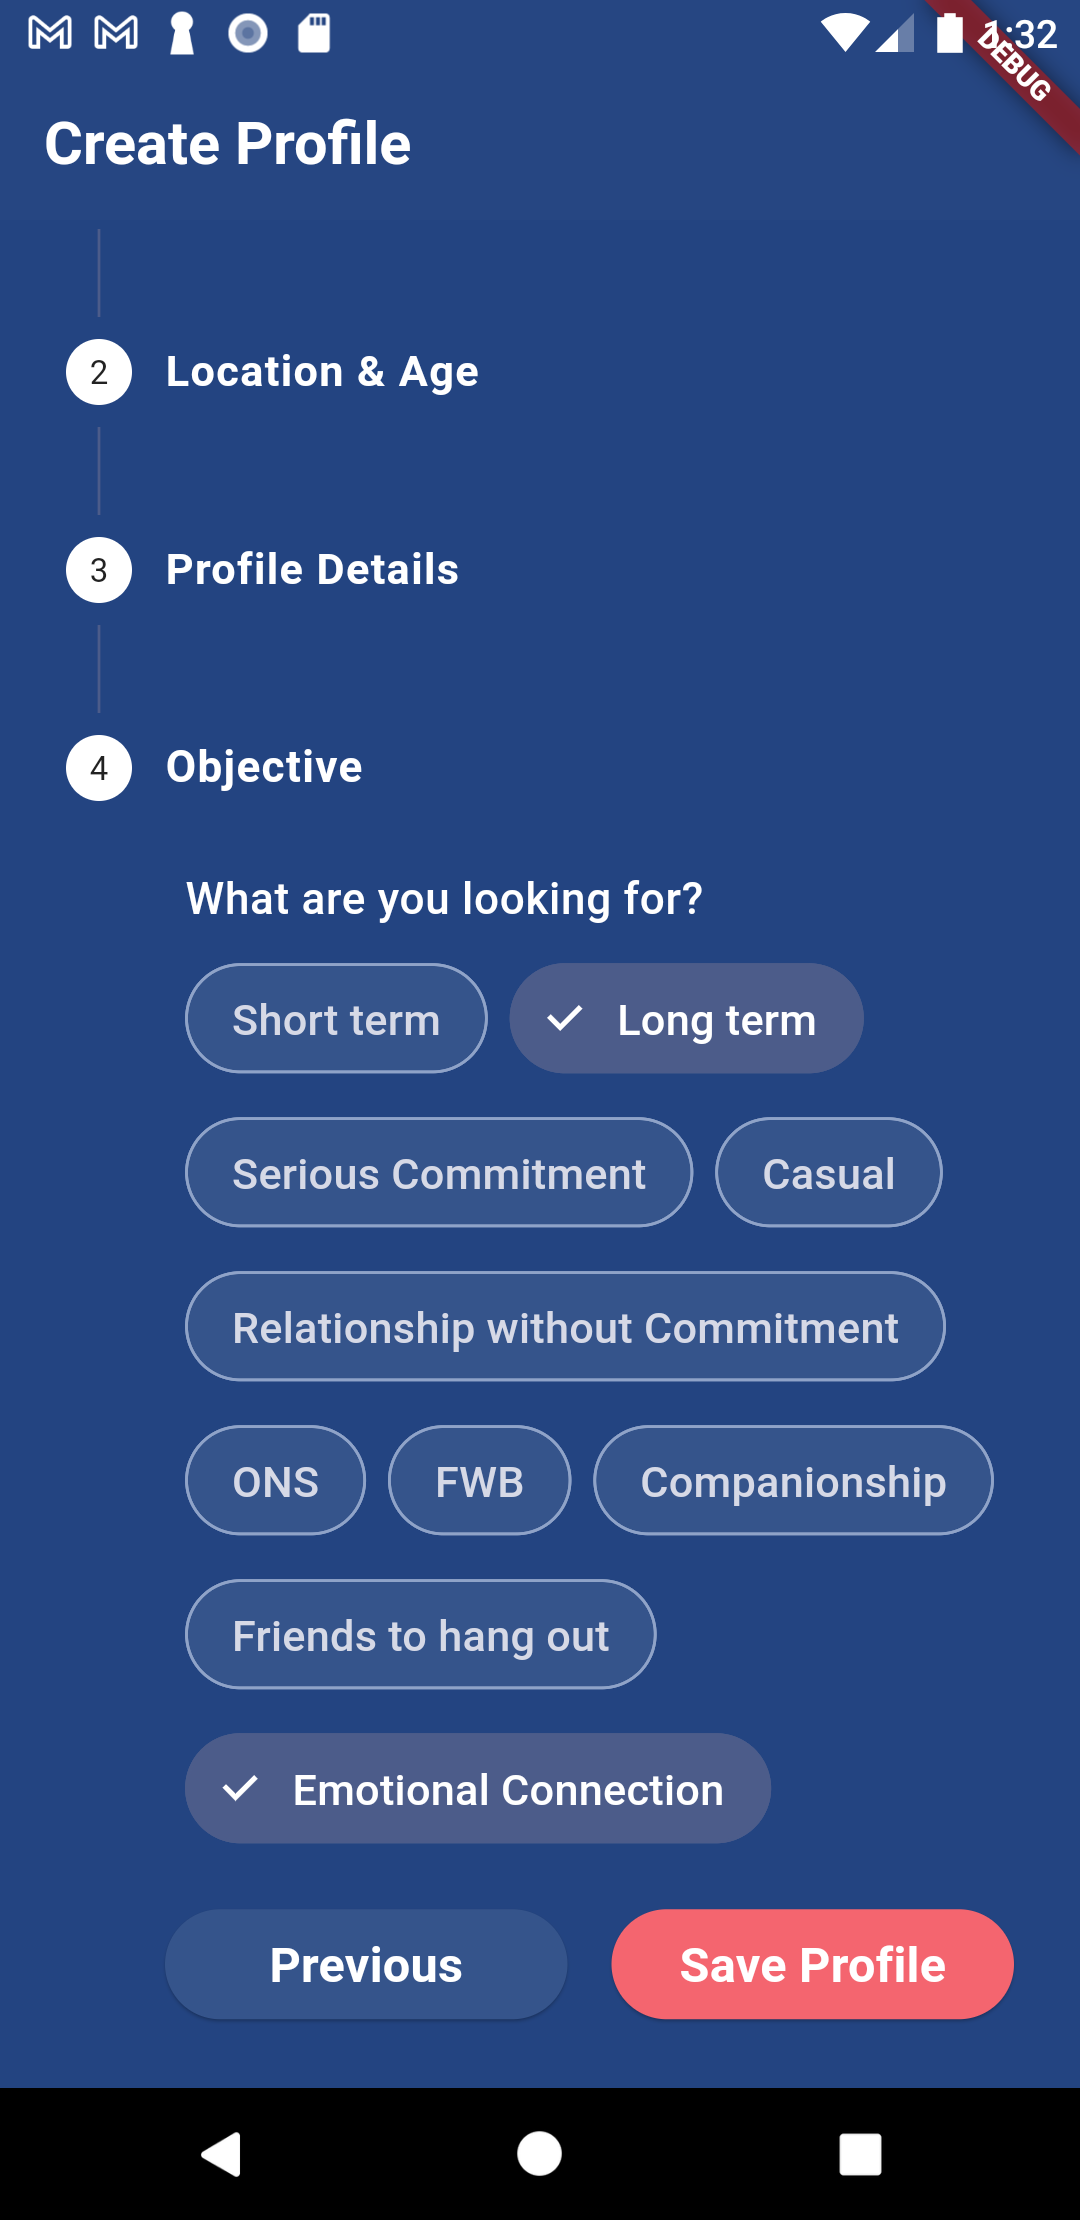 1:32
DEBUG
Create Profile
2 Location & Age
3 Profile Details
4 Objective
What are you looking for?
Short term Long term
Serious Commitment Casual
Relationship without Commitment
ONS FWB Companionship
Friends to hang out
Emotional Connection
Previous Save Profile